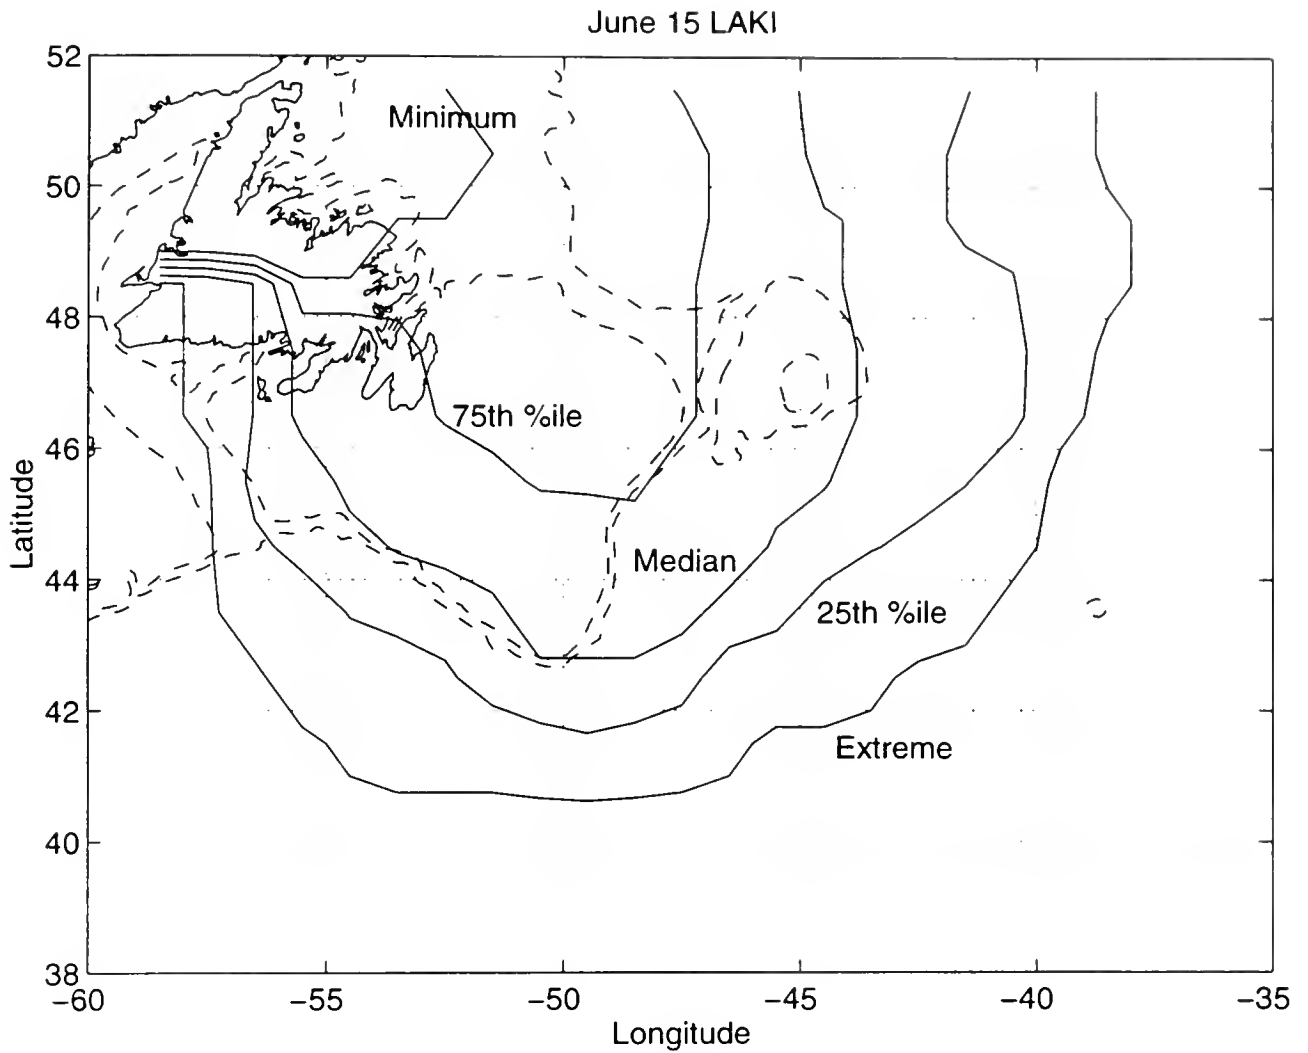 June 15 LAKI
52
Minimum
50
48
75th %ile
46
Latitude
Median
44
25th %ile
42
Extreme
40
38
−60 −55 −50 −45 −40 −35
Longitude